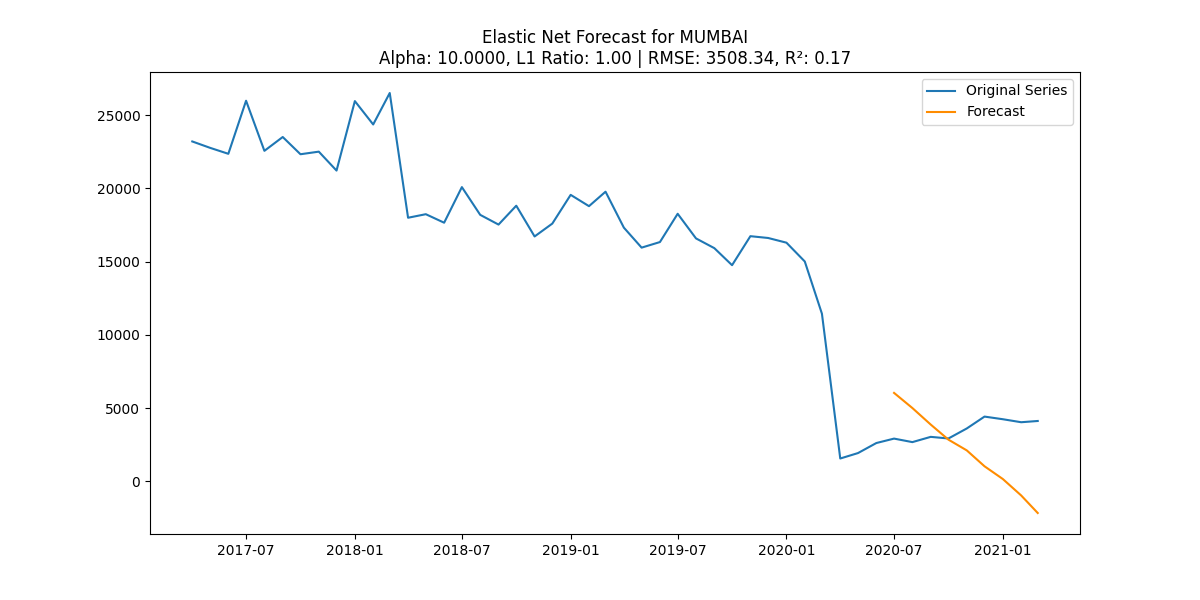 Elastic Net Forecast for MUMBAI
Alpha: 10.0000, L1 Ratio: 1.00 | RMSE: 3508.34, R²: 0.17
Original Series
Forecast
25000
20000
15000
10000
5000
0
2017-07 2018-01 2018-07 2019-01 2019-07 2020-01 2020-07 2021-01